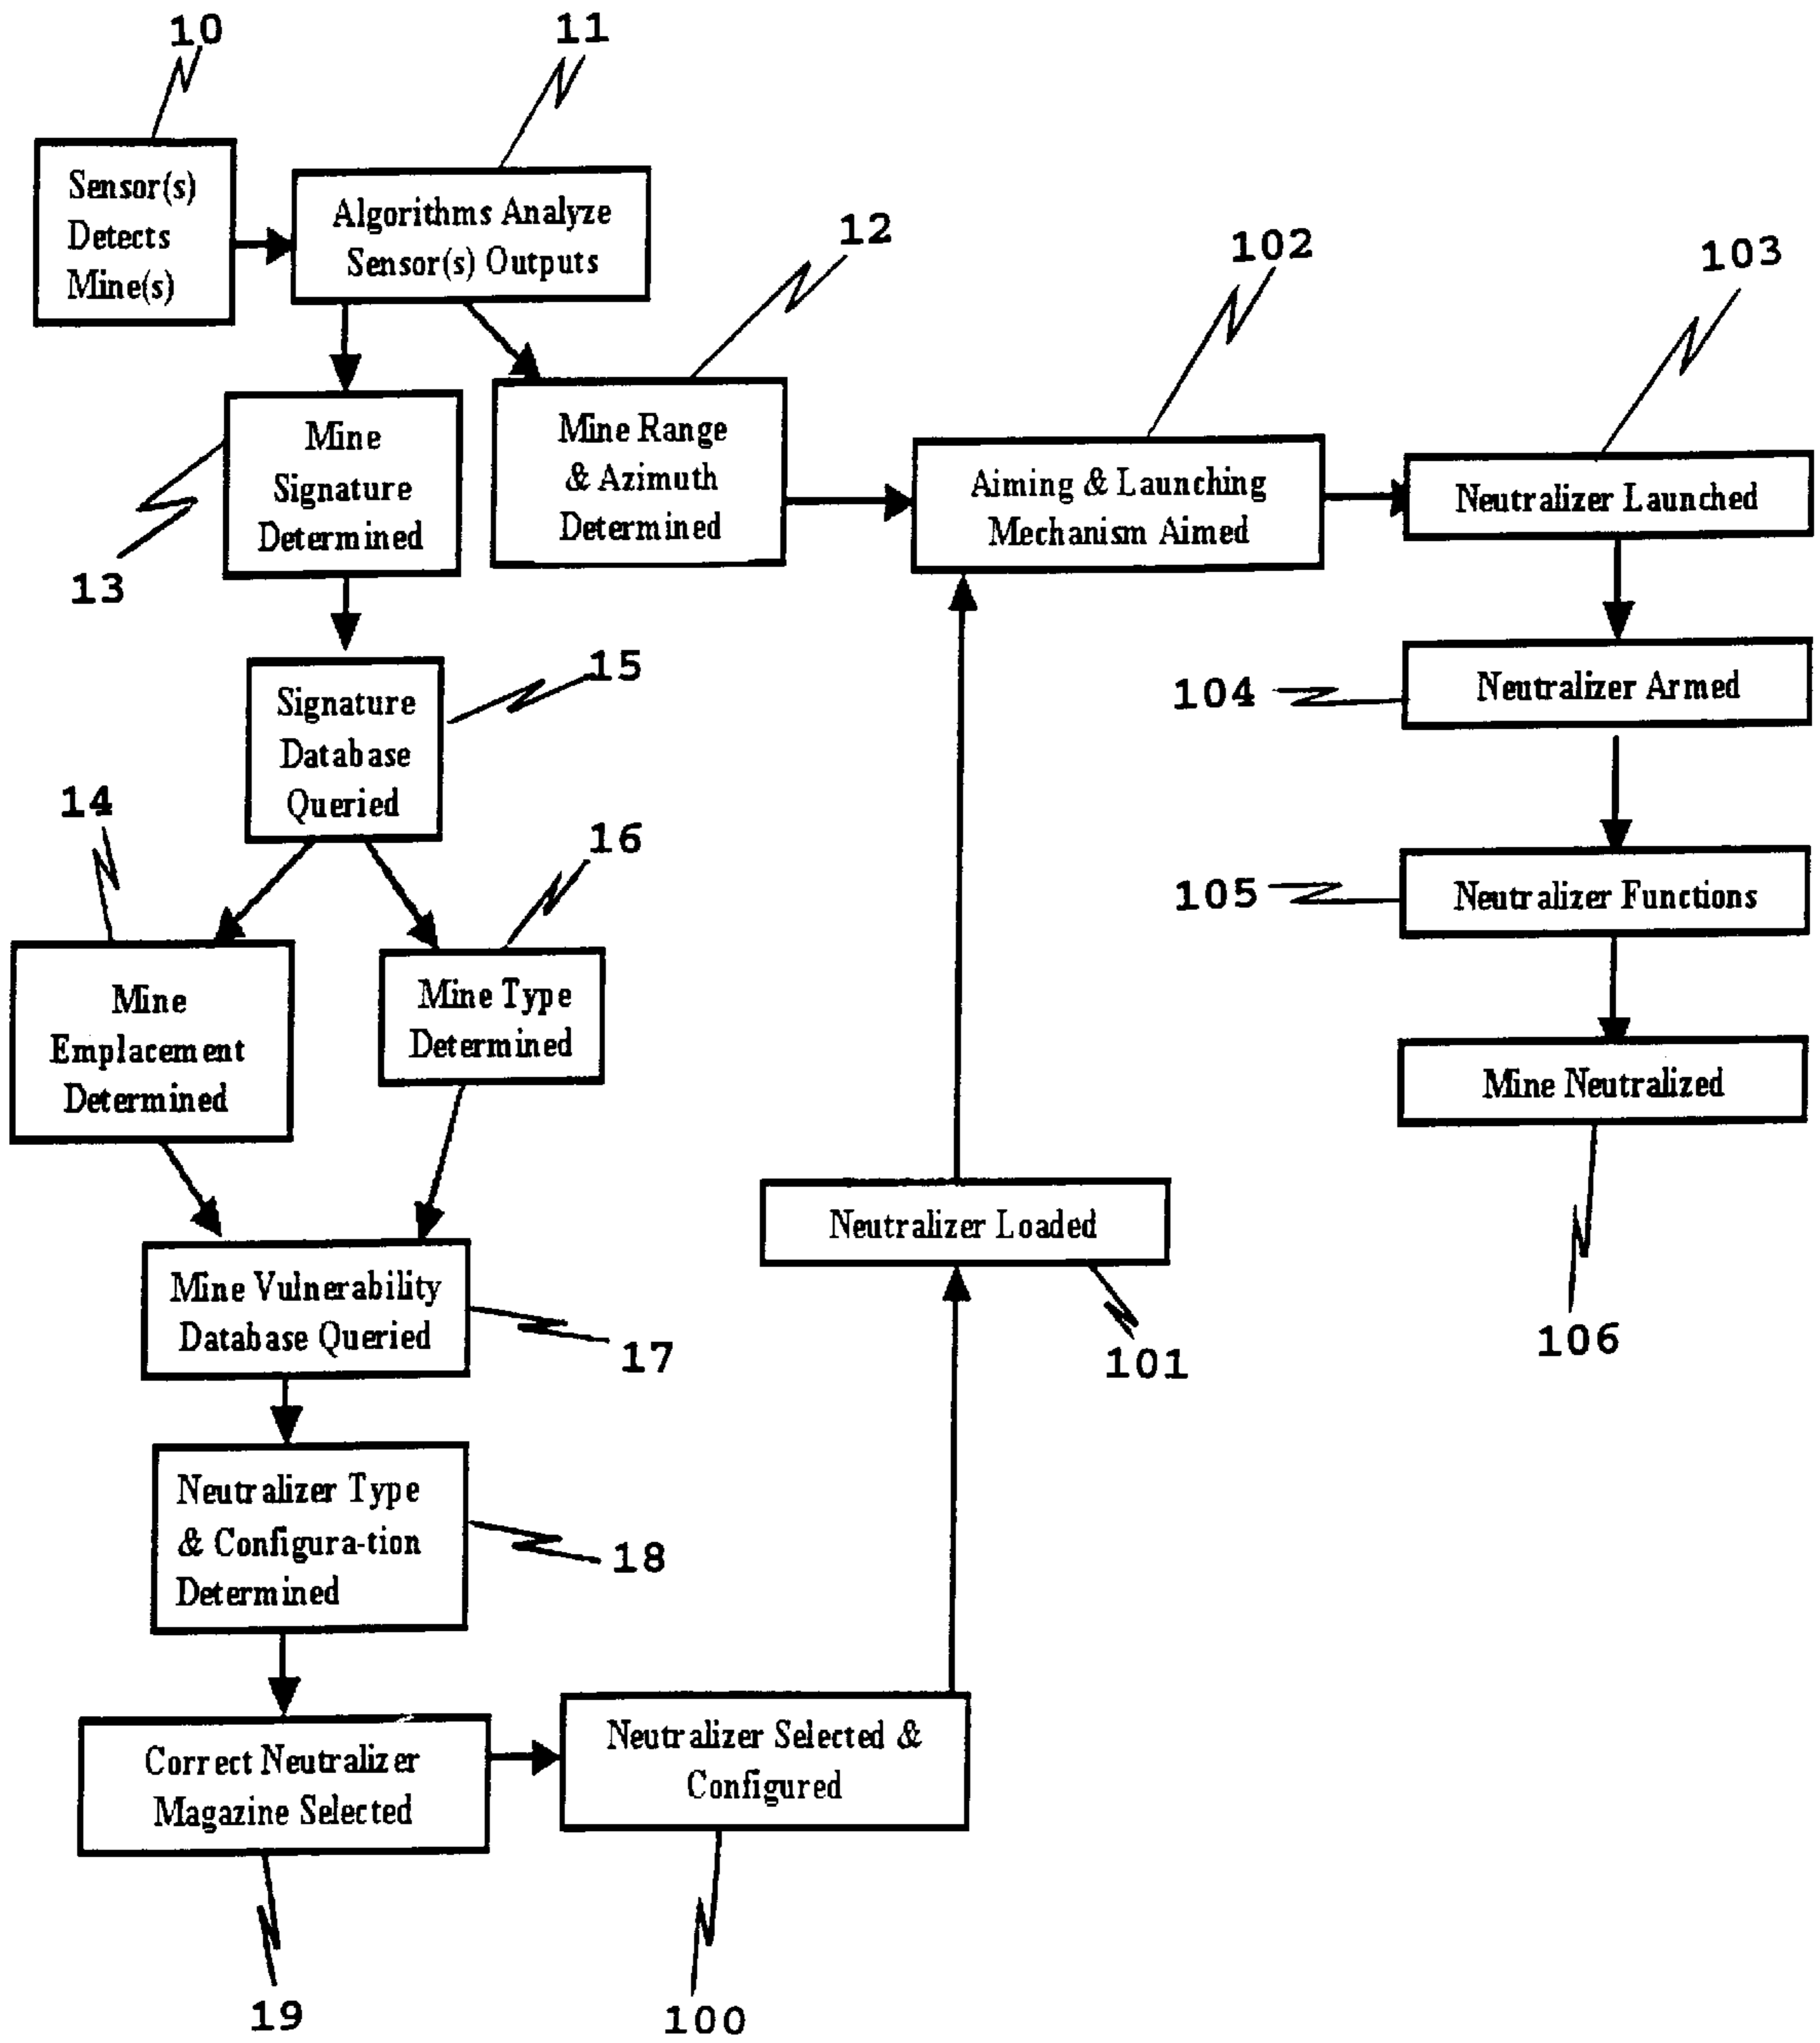 10
11
Sensor(s)
Detects
Mine(s)
Algorithms Analyze
Sensor(s) Outputs
12
102
103
Mine
Signature
Determined
13
Mine Range
& Azimuth
Determined
Aiming & Launching
Mechanism Aimed
Neutralizer Launched
Signature
Database
Queried
15
104
Neutralizer Armed
14
16
105
Neutralizer Functions
Mine
Emplacement
Determined
Mine Type
Determined
Mine Neutralized
106
Neutralizer Loaded
101
Mine Vulnerability
Database Queried
17
Neutralizer Type
& Configura-tion
Determined
18
Correct Neutralizer
Magazine Selected
19
Neutralizer Selected &
Configured
100